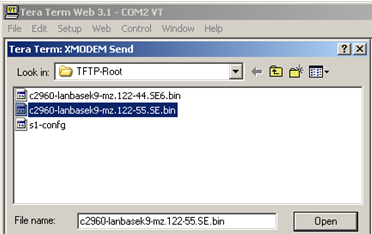 Tera Term Web 3.1 - COM2 VT
File Edit Setup Web Control Window Help
Tera Term: XMODEM Send
Look in: TFTP-Root
c2960-lanbasek9-mz.122-44.SE6.bin
c2960-lanbasek9-mz.122-55.SE.bin
s1-confg
File name: c2960-lanbasek9-mz.122-55.SE.bin Open